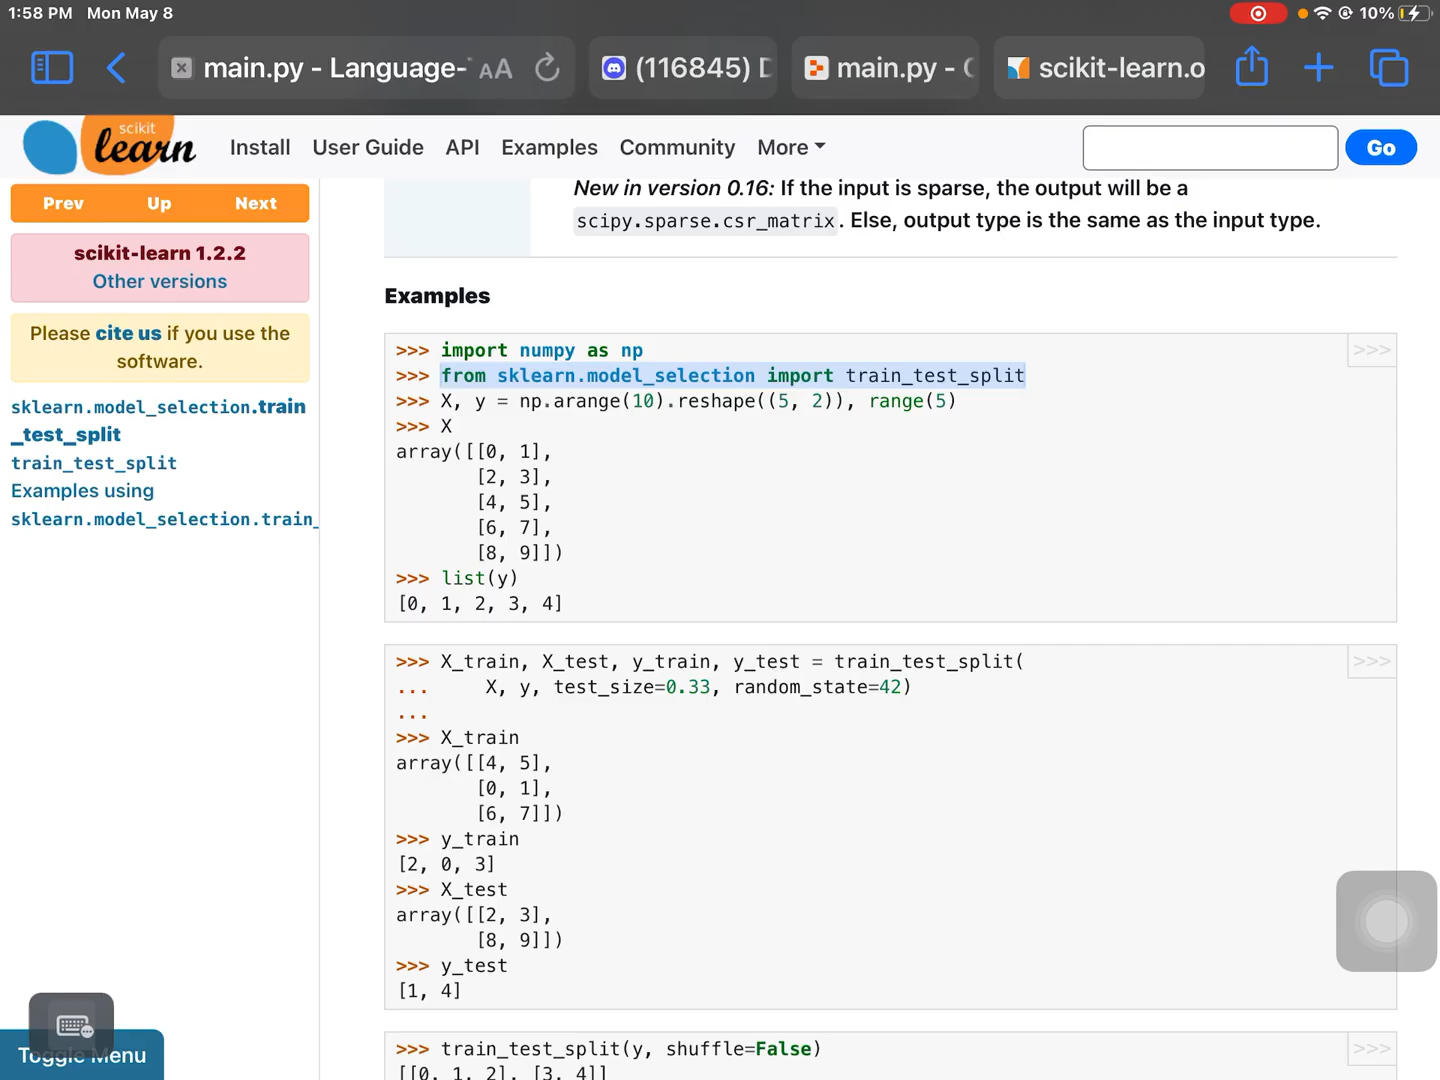 1:58 PM Mon May 8
10%
main.py - Language-
AA
(116845) D
main.py -
scikit-learn.o
scikit
learn
Install User Guide API Examples Community More
Go
Prev Up Next
scikit-learn 1.2.2
Other versions
Please cite us if you use the
software.
sklearn.model_selection.train
_test_split
train_test_split
Examples using
sklearn.model_selection.train_
New in version 0.16: If the input is sparse, the output will be a
scipy.sparse.csr_matrix. Else, output type is the same as the input type.
Examples
>>>
>>> import numpy as np
>>> from sklearn.model_selection import train_test_split
>>> X, y = np.arange(10).reshape((5, 2)), range(5)
>>> X
array([[0, 1],
       [2, 3],
       [4, 5],
       [6, 7],
       [8, 9]])
>>> list(y)
[0, 1, 2, 3, 4]
>>>
>>> X_train, X_test, y_train, y_test = train_test_split(
...     X, y, test_size=0.33, random_state=42)
...
>>> X_train
array([[4, 5],
       [0, 1],
       [6, 7]])
>>> y_train
[2, 0, 3]
>>> X_test
array([[2, 3],
       [8, 9]])
>>> y_test
[1, 4]
>>>
>>> train_test_split(y, shuffle=False)
[[0, 1, 2], [3, 4]]
Toggle Menu